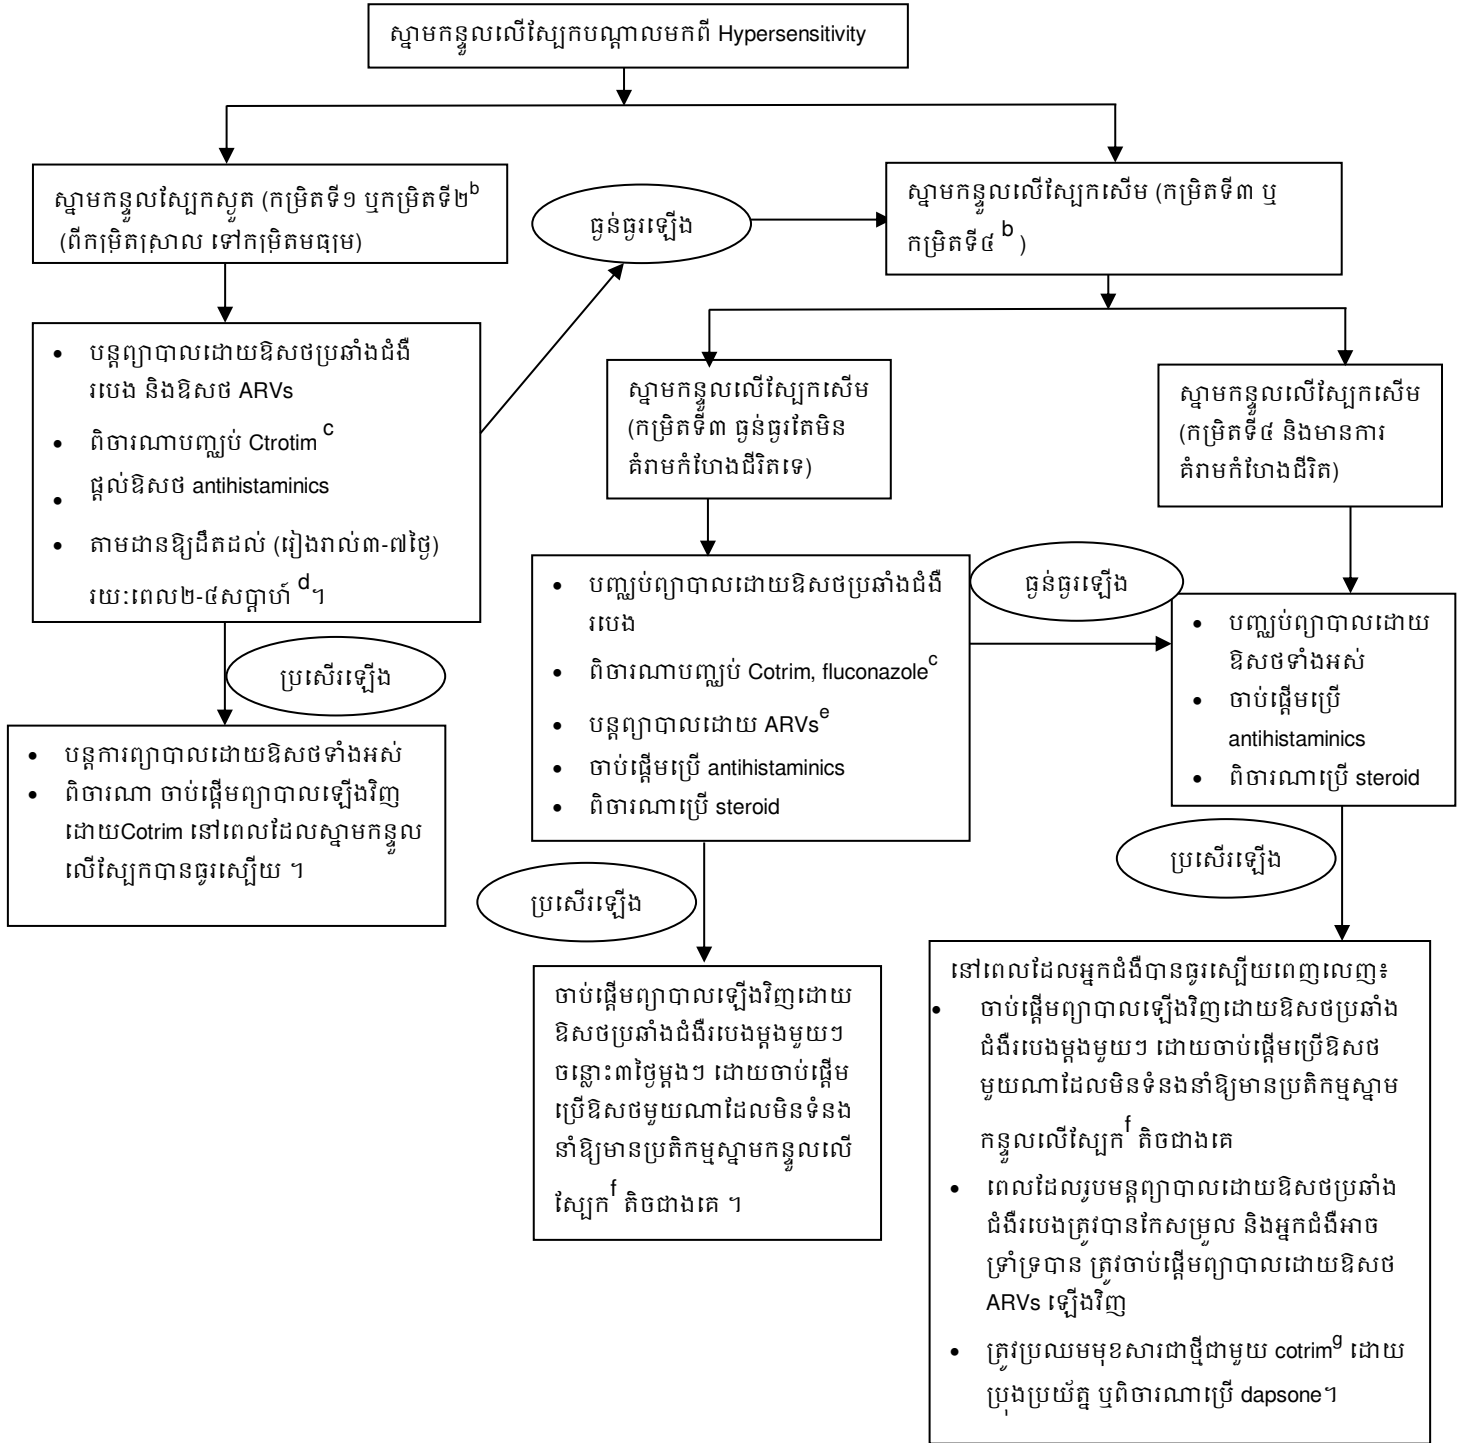 ស្នាមកន្ទួលលើស្បែកបណ្តាលមកពី Hypersensitivity
ស្នាមកន្ទួលស្បែកស្ងួត (កម្រិតទី១ ឬកម្រិតទី២b
(ពីកម្រិតស្រាល ទៅកម្រិតមធ្យម)
ធ្ងន់ធ្ងរឡើង
ស្នាមកន្ទួលលើស្បែកសើម (កម្រិតទី៣ ឬ
កម្រិតទី៤ b )
• បន្តព្យាបាលដោយឱសថប្រឆាំងជំងឺ
របេង និងឱសថ ARVs
• ពិចារណាបញ្ឈប់ Ctrotim c
• ផ្តល់ឱសថ antihistaminics
• តាមដានឱ្យដឹតដល់ (រៀងរាល់៣-៧ថ្ងៃ)
រយៈពេល២-៤សប្តាហ៍ d។
ប្រសើរឡើង
• បន្តការព្យាបាលដោយឱសថទាំងអស់
• ពិចារណា ចាប់ផ្តើមព្យាបាលឡើងវិញ
ដោយCotrim នៅពេលដែលស្នាមកន្ទួល
លើស្បែកបានធូរស្បើយ ។
ស្នាមកន្ទួលលើស្បែកសើម
(កម្រិតទី៣ ធ្ងន់ធ្ងរតែមិន
គំរាមកំហែងជីវិតទេ)
• បញ្ឈប់ព្យាបាលដោយឱសថប្រឆាំងជំងឺ
របេង
• ពិចារណាបញ្ឈប់ Cotrim, fluconazolec
• បន្តព្យាបាលដោយ ARVse
• ចាប់ផ្តើមប្រើ antihistaminics
• ពិចារណាប្រើ steroid
ប្រសើរឡើង
ចាប់ផ្តើមព្យាបាលឡើងវិញដោយ
ឱសថប្រឆាំងជំងឺរបេងម្តងមួយៗ
ចន្លោះ៣ថ្ងៃម្តងៗ ដោយចាប់ផ្តើម
ប្រើឱសថមួយណាដែលមិនទំនង
នាំឱ្យមានប្រតិកម្មស្នាមកន្ទួលលើ
ស្បែកf តិចជាងគេ ។
ធ្ងន់ធ្ងរឡើង
ស្នាមកន្ទួលលើស្បែកសើម
(កម្រិតទី៤ និងមានការ
គំរាមកំហែងជីវិត)
• បញ្ឈប់ព្យាបាលដោយ
ឱសថទាំងអស់
• ចាប់ផ្តើមប្រើ
antihistaminics
• ពិចារណាប្រើ steroid
ប្រសើរឡើង
នៅពេលដែលអ្នកជំងឺបានធូរស្បើយពេញលេញ៖
• ចាប់ផ្តើមព្យាបាលឡើងវិញដោយឱសថប្រឆាំង
ជំងឺរបេងម្តងមួយៗ ដោយចាប់ផ្តើមប្រើឱសថ
មួយណាដែលមិនទំនងនាំឱ្យមានប្រតិកម្មស្នាម
កន្ទួលលើស្បែកf តិចជាងគេ
• ពេលដែលរូបមន្តព្យាបាលដោយឱសថប្រឆាំង
ជំងឺរបេងត្រូវបានកែសម្រួល និងអ្នកជំងឺអាច
ទ្រាំទ្របាន ត្រូវចាប់ផ្តើមព្យាបាលដោយឱសថ
ARVs ឡើងវិញ
• ត្រូវប្រឈមមុខសារជាថ្មីជាមួយ cotrimg ដោយ
ប្រុងប្រយ័ត្ន ឬពិចារណាប្រើ dapsone។